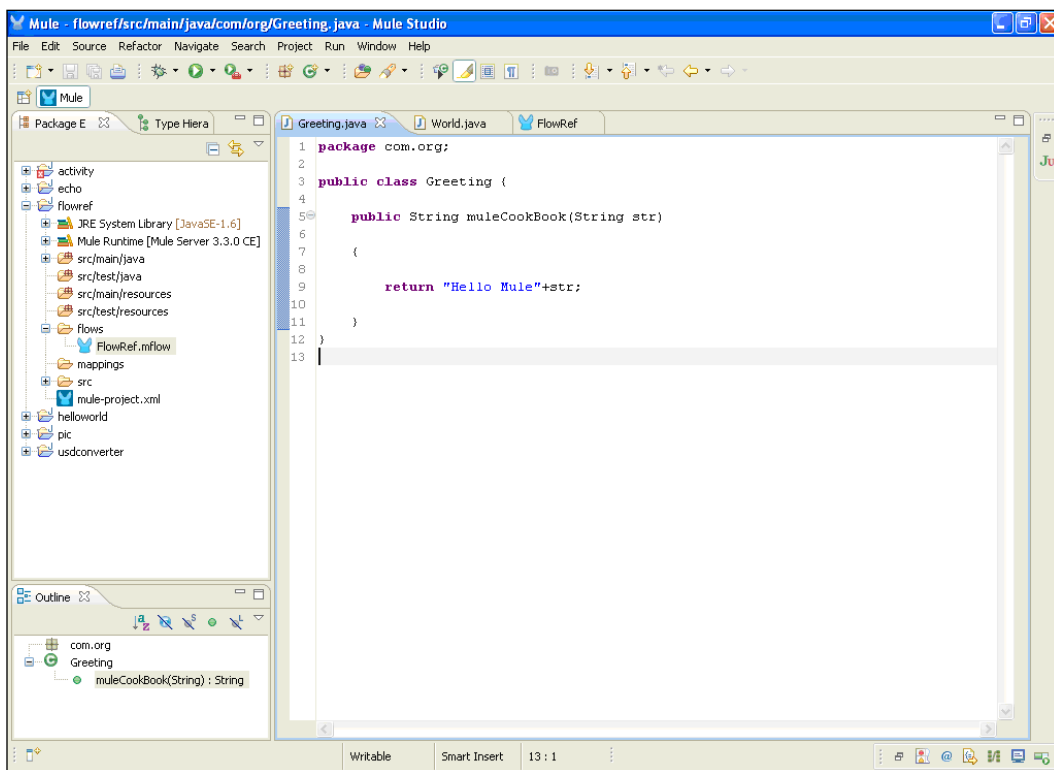 Mule - flowref/src/main/java/com/org/Greeting.java - Mule Studio
File Edit Source Refactor Navigate Search Project Run Window Help
Mule
Package E
Type Hiera
activity
echo
flowref
JRE System Library [JavaSE-1.6]
Mule Runtime [Mule Server 3.3.0 CE]
src/main/java
src/test/java
src/main/resources
src/test/resources
flows
FlowRef.mflow
mappings
src
mule-project.xml
helloworld
pic
usdconverter
Outline
com.org
Greeting
muleCookBook(String) : String
Greeting.java World.java FlowRef
1 package com.org;
2
3 public class Greeting {
4
5 public String muleCookBook(String str)
6
7 {
8
9 return "Hello Mule"+str;
10
11 }
12 }
13
Ju
Writable Smart Insert 13 : 1